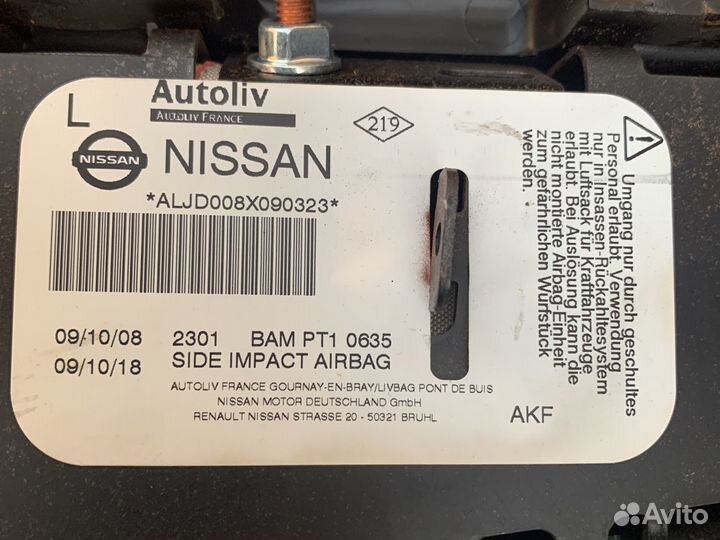 L
Autoliv
AUTOLIV FRANCE
219
NISSAN
NISSAN
*ALJD008X090323*
09/10/08 2301 BAM PT1 0635
09/10/18 SIDE IMPACT AIRBAG
AUTOLIV FRANCE GOURNAY-EN-BRAY/LIVBAG PONT DE BUIS
NISSAN MOTOR DEUTSCHLAND GmbH
RENAULT NISSAN STRASSE 20 - 50321 BRUHL
AKF
Umgang nur durch geschultes
Personal erlaubt. Verwendung
nur in Insassen-Rückahltesystem
mit Luftsack für Kraftfahrzeuge
erlaubt. Bei Auslösung kann die
nicht montierte Airbag-Einheit
zum gefährlichen Wurfstück
werden.
Avito